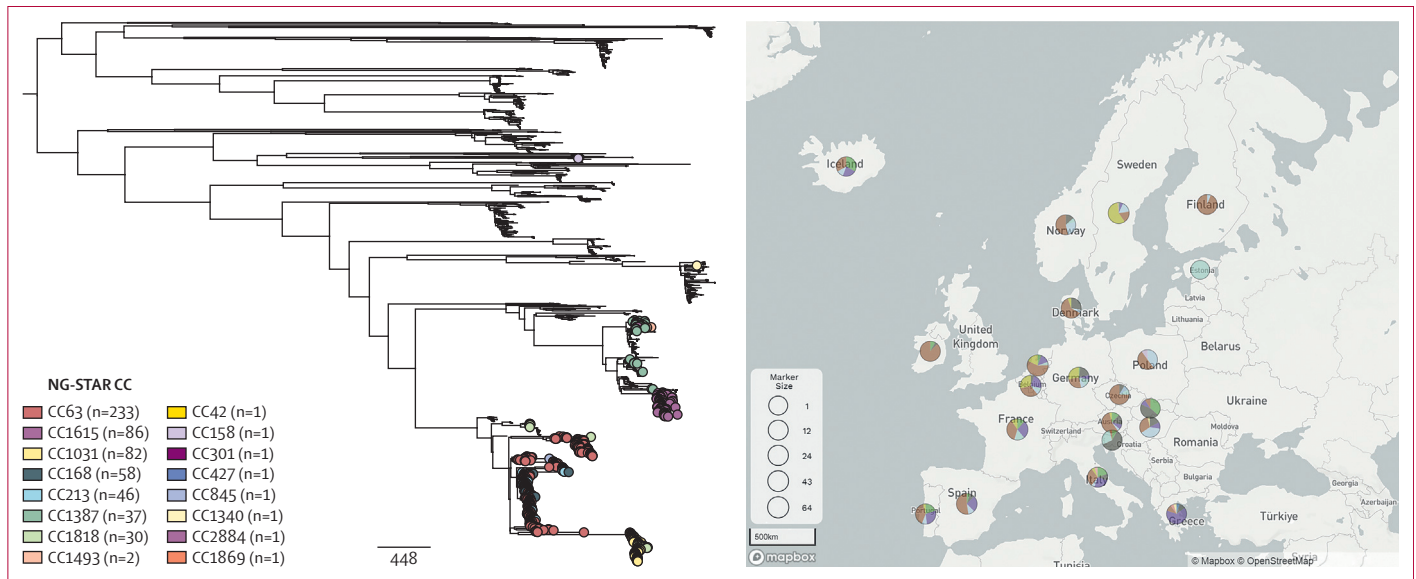 NG-STAR CC
CC63 (n=233)
CC1615 (n=86)
CC1031 (n=82)
CC168 (n=58)
CC213 (n=46)
CC1387 (n=37)
CC1818 (n=30)
CC1493 (n=2)
CC42 (n=1)
CC158 (n=1)
CC301 (n=1)
CC427 (n=1)
CC845 (n=1)
CC1340 (n=1)
CC2884 (n=1)
CC1869 (n=1)
448
Iceland
Sweden
Finland
Norway
Estonia
Latvia
Lithuania
Denmark
United
Kingdom
Belarus
Poland
Germany
Belgium
Czechia
Ukraine
France
Switzerland
Austria
Moldova
Croatia
Romania
Serbia
Italy
Bulgaria
Georgia
Azerbaijan
Spain
Portugal
Greece
Türkiye
Syria
Tunisia
Marker
Size
1
12
24
43
64
500km
mapbox
© Mapbox © OpenStreetMap